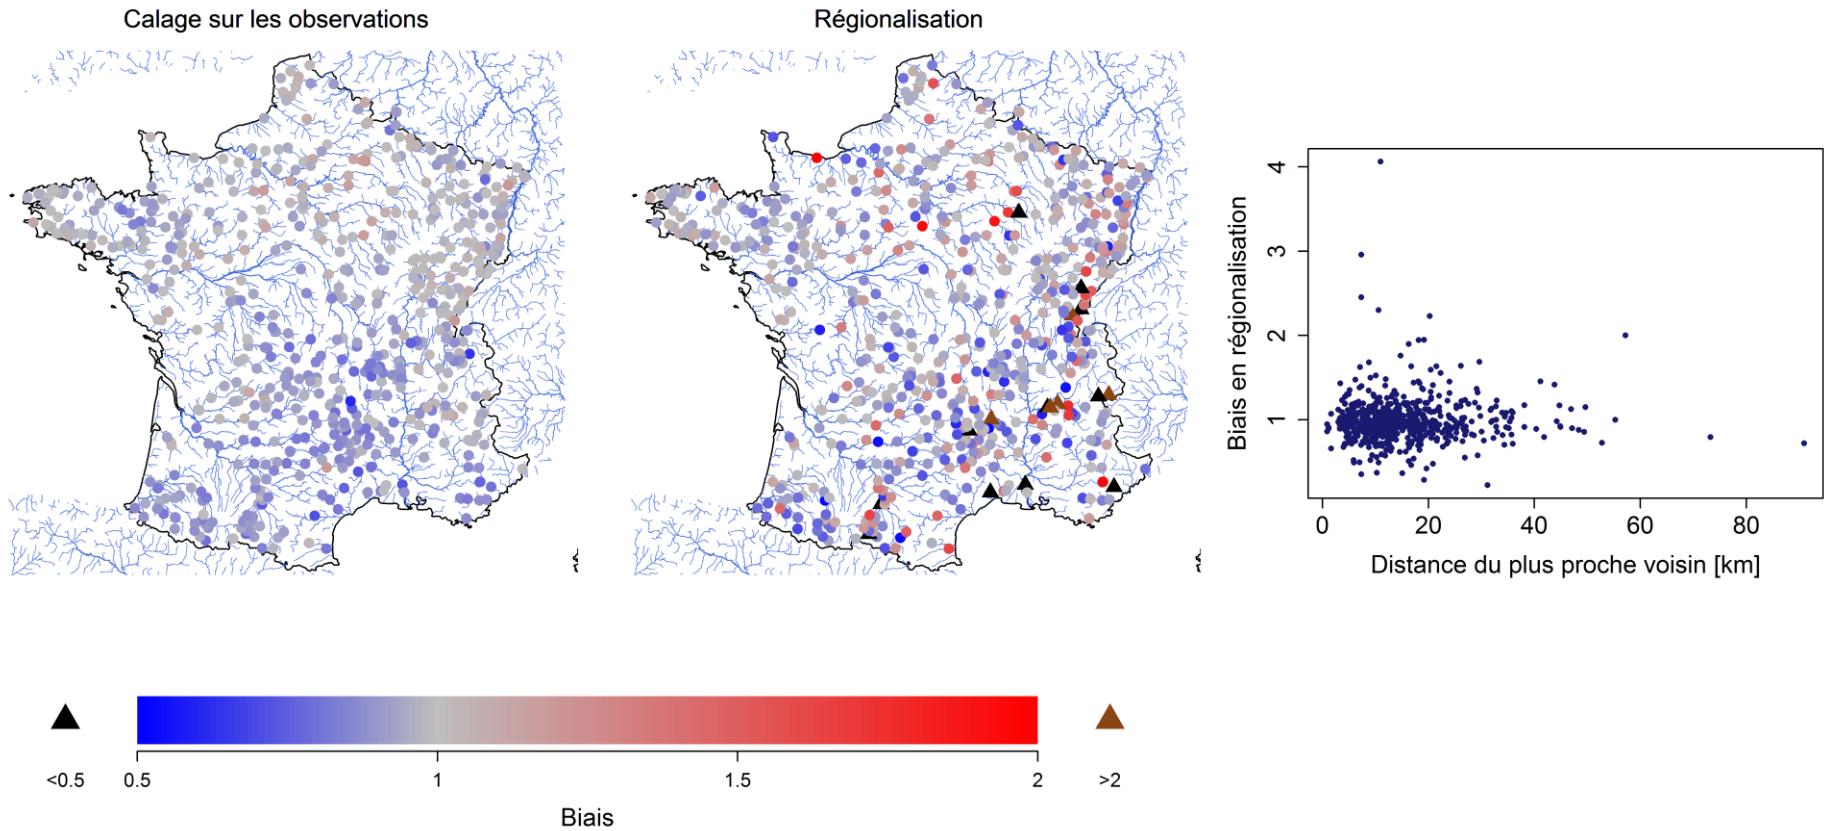 Calage sur les observations
Régionalisation
4
3
2
1
Biais en régionalisation
0 20 40 60 80
Distance du plus proche voisin [km]
<0.5 0.5 1 1.5 2 >2
Biais